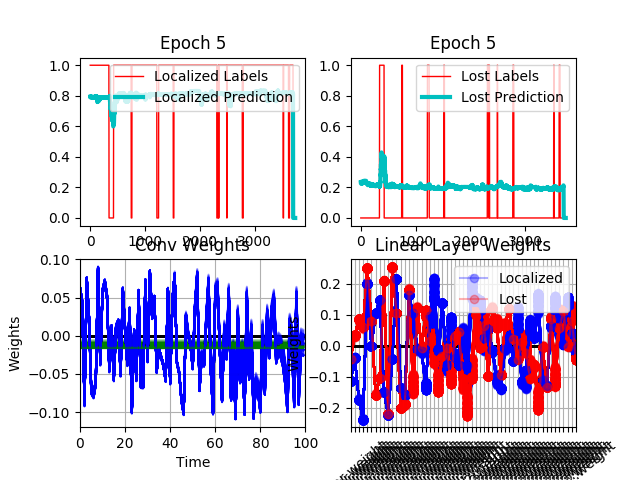 Epoch 5
1.0
0.8
0.6
0.4
0.2
0.0
Localized Labels
Localized Prediction
0
1000
2000
3000
Epoch 5
1.0
0.8
0.6
0.4
0.2
0.0
Lost Labels
Lost Prediction
0
1000
2000
3000
Conv Weights
0.10
0.05
0.00
−0.05
−0.10
Weights
0
20
40
60
80
100
Time
Linear Layer Weights
0.2
0.1
0.0
−0.1
−0.2
Weights
Localized
Lost